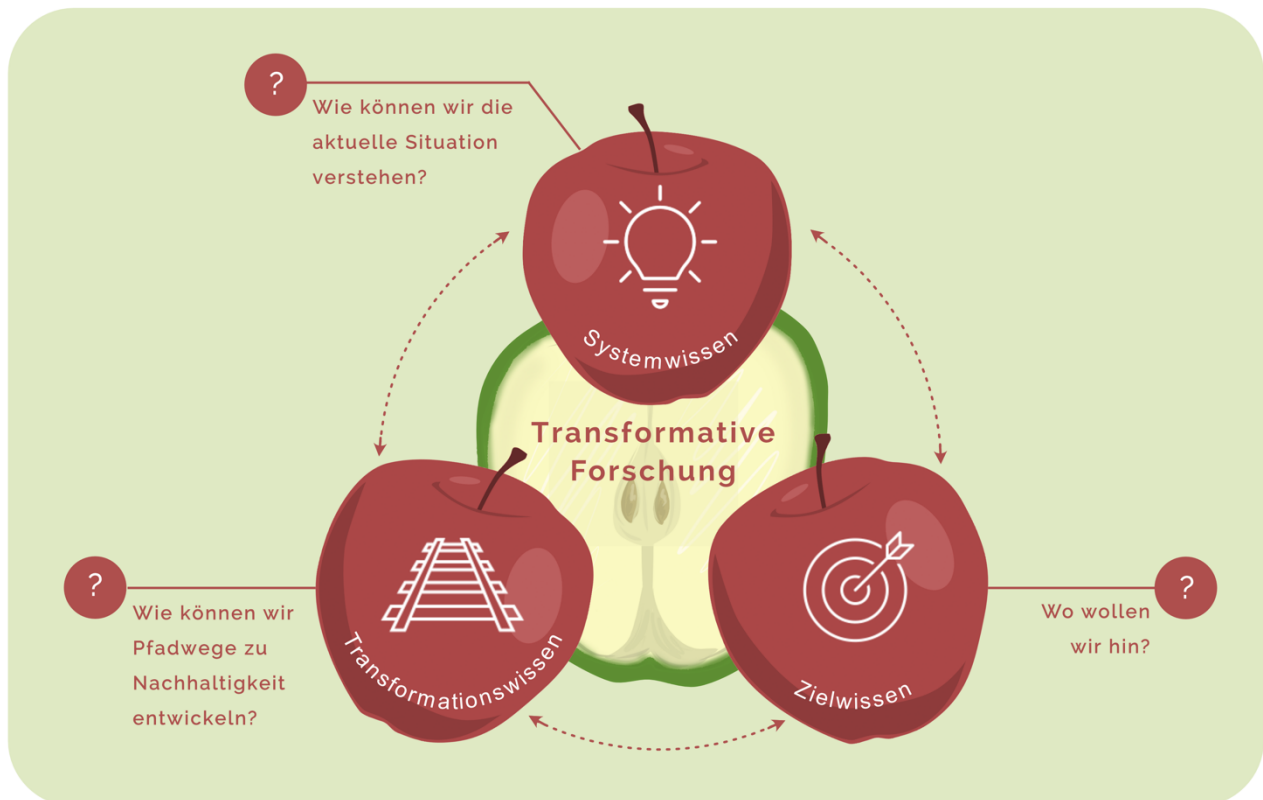 ?
Wie können wir die
aktuelle Situation
verstehen?
Systemwissen
Transformative
Forschung
?
Wie können wir
Pfadwege zu
Nachhaltigkeit
entwickeln?
Transformationswissen
?
Wo wollen
wir hin?
Zielwissen